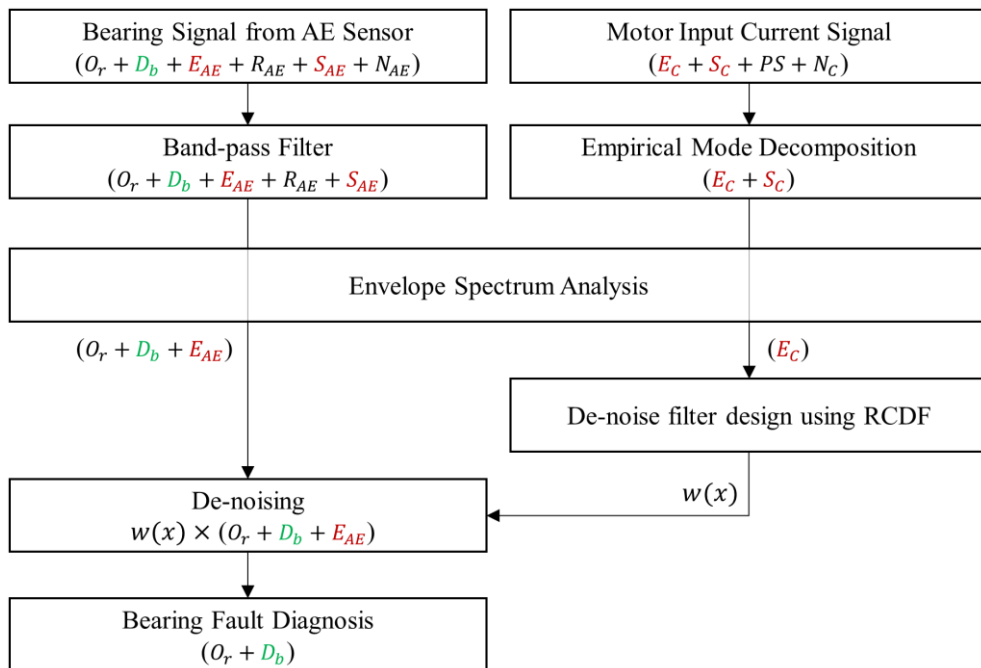 Bearing Signal from AE Sensor
(O_r + D_b + E_AE + R_AE + S_AE + N_AE)
Motor Input Current Signal
(E_C + S_C + PS + N_C)
Band-pass Filter
(O_r + D_b + E_AE + R_AE + S_AE)
Empirical Mode Decomposition
(E_C + S_C)
Envelope Spectrum Analysis
(O_r + D_b + E_AE)
(E_C)
De-noise filter design using RCDF
w(x)
De-noising
w(x) × (O_r + D_b + E_AE)
Bearing Fault Diagnosis
(O_r + D_b)